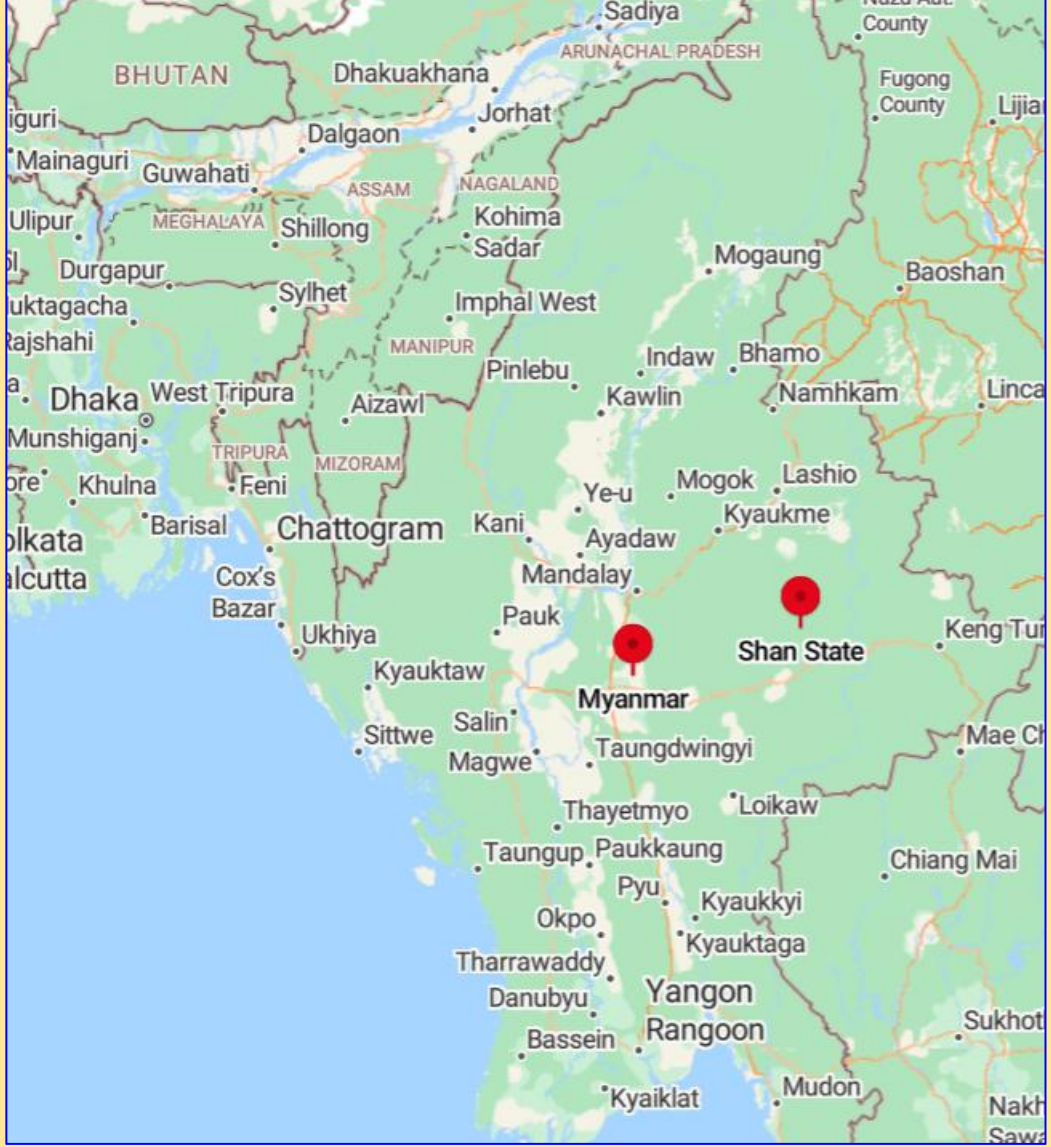 Sadiya
County
ARUNACHAL PRADESH
BHUTAN
Dhakuakhana
Fugong
County
iguri
Jorhat
Lijia
Dalgaon
Mainaguri
Guwahati
ASSAM
NAGALAND
Ulipur
MEGHALAYA
Shillong
Kohima
Sadar
Mogaung
Durgapur
Baoshan
Sylhet
uktagacha
Imphal West
Rajshahi
MANIPUR
Indaw
Bhamo
Pinlebu
a
Dhaka
West Tripura
Aizawl
Kawlin
Namhkam
Linca
Munshiganj
TRIPURA
MIZORAM
ore
Khulna
Feni
Ye-u
Mogok
Lashio
Barisal
Chattogram
Kani
Kyaukme
olkata
Ayadaw
alcutta
Cox's
Bazar
Mandalay
Pauk
Ukhiya
Shan State
Keng Tu
Kyauktaw
Myanmar
Salin
Sittwe
Magwe
Taungdwingyi
Mae Ch
Thayetmyo
Loikaw
Taungup
Paukkaung
Chiang Mai
Pyu
Kyaukkyi
Okpo
Kyauktaga
Tharrawaddy
Danubyu
Yangon
Rangoon
Bassein
Sukhot
Kyaiklat
Mudon
Nakh
Sawa